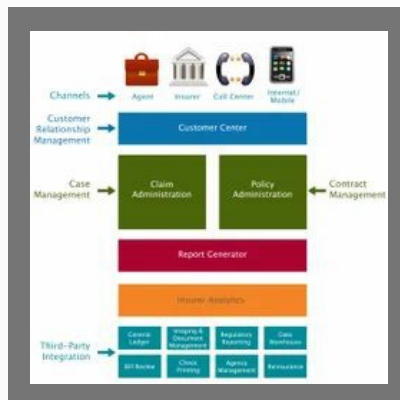 Channels
Agent
Insurer
Call Center
Internet/
Mobile
Customer
Relationship
Management
Customer Center
Case
Management
Claim
Administration
Policy
Administration
Contract
Management
Report Generator
Insurer Analytics
Third-Party
Integration
General
Ledger
Imaging &
Document
Management
Regulatory
Reporting
Data
Warehouse
Bill Review
Check
Printing
Agency
Management
Reinsurance